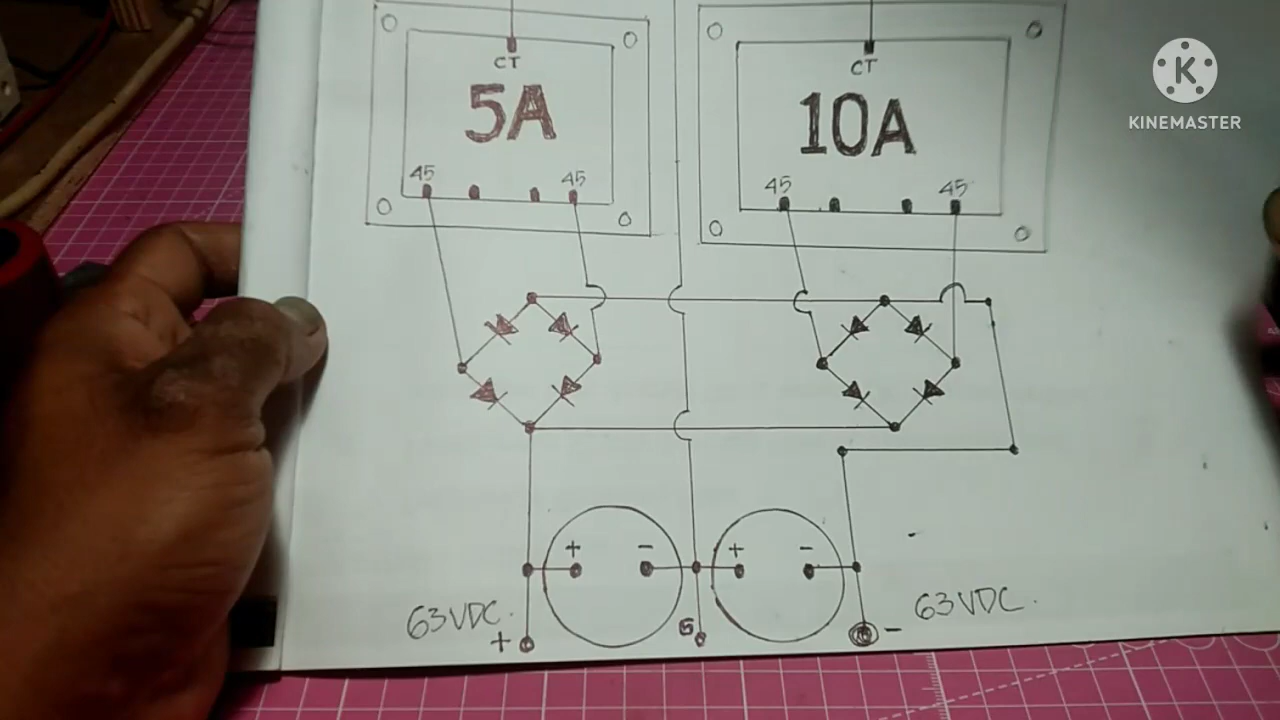 CT
5A
45 45
CT
10A
45 45
K
KINEMASTER
+ - + -
63VDC.
+
G
-
63VDC.